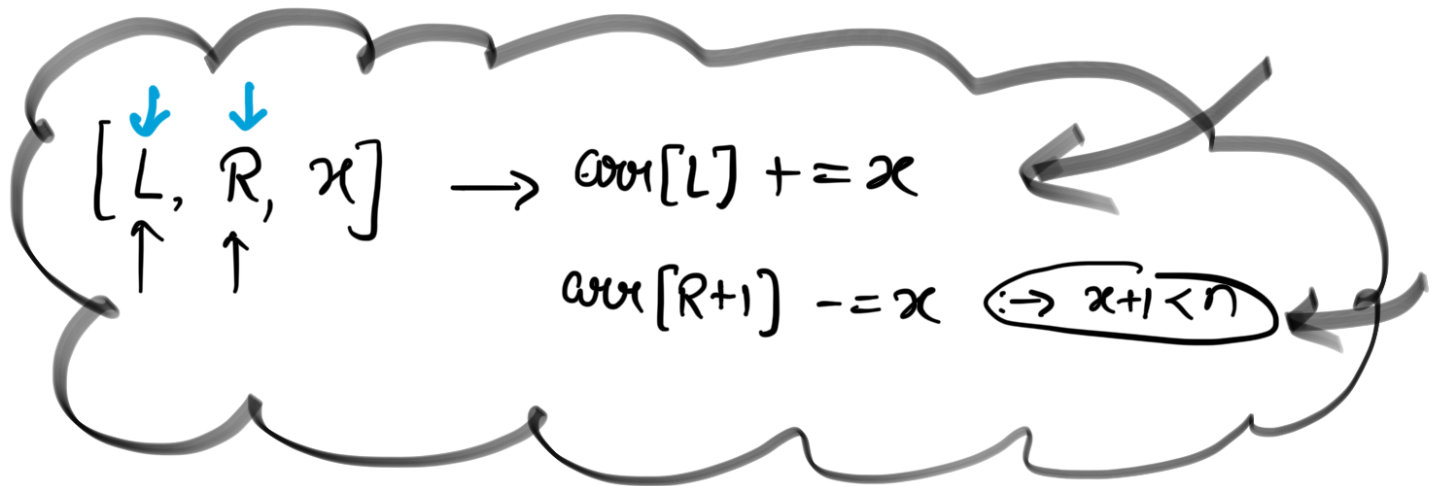 [L, R, x] → arr[L] += x
arr[R+1] -= x :→ x+1 < n